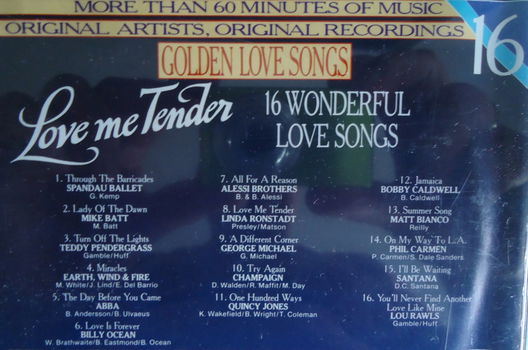 MORE THAN 60 MINUTES OF MUSIC
ORIGINAL ARTISTS, ORIGINAL RECORDINGS
16
GOLDEN LOVE SONGS
Love me Tender
16 WONDERFUL
LOVE SONGS
1. Through The Barricades
SPANDAU BALLET
G. Kemp
2. Lady Of The Dawn
MIKE BATT
M. Batt
3. Turn Off The Lights
TEDDY PENDERGRASS
Gamble/Huff
4. Miracles
EARTH, WIND & FIRE
M. White/J. Lind/E. Del Barrio
5. The Day Before You Came
ABBA
B. Andersson/B. Ulvaeus
6. Love Is Forever
BILLY OCEAN
W. Brathwaite/B. Eastmond/B. Ocean
7. All For A Reason
ALESSI BROTHERS
B. & B. Alessi
8. Love Me Tender
LINDA RONSTADT
Presley/Matson
9. A Different Corner
GEORGE MICHAEL
G. Michael
10. Try Again
CHAMPAIGN
D. Walden/R. Maffit/M. Day
11. One Hundred Ways
QUINCY JONES
K. Wakefield/B. Wright/T. Coleman
12. Jamaica
BOBBY CALDWELL
B. Caldwell
13. Summer Song
MATT BIANCO
Reilly
14. On My Way To L.A.
PHIL CARMEN
P. Carmen/S. Dale Sanders
15. I'll Be Waiting
SANTANA
D.C. Santana
16. You'll Never Find Another
Love Like Mine
LOU RAWLS
Gamble/Huff